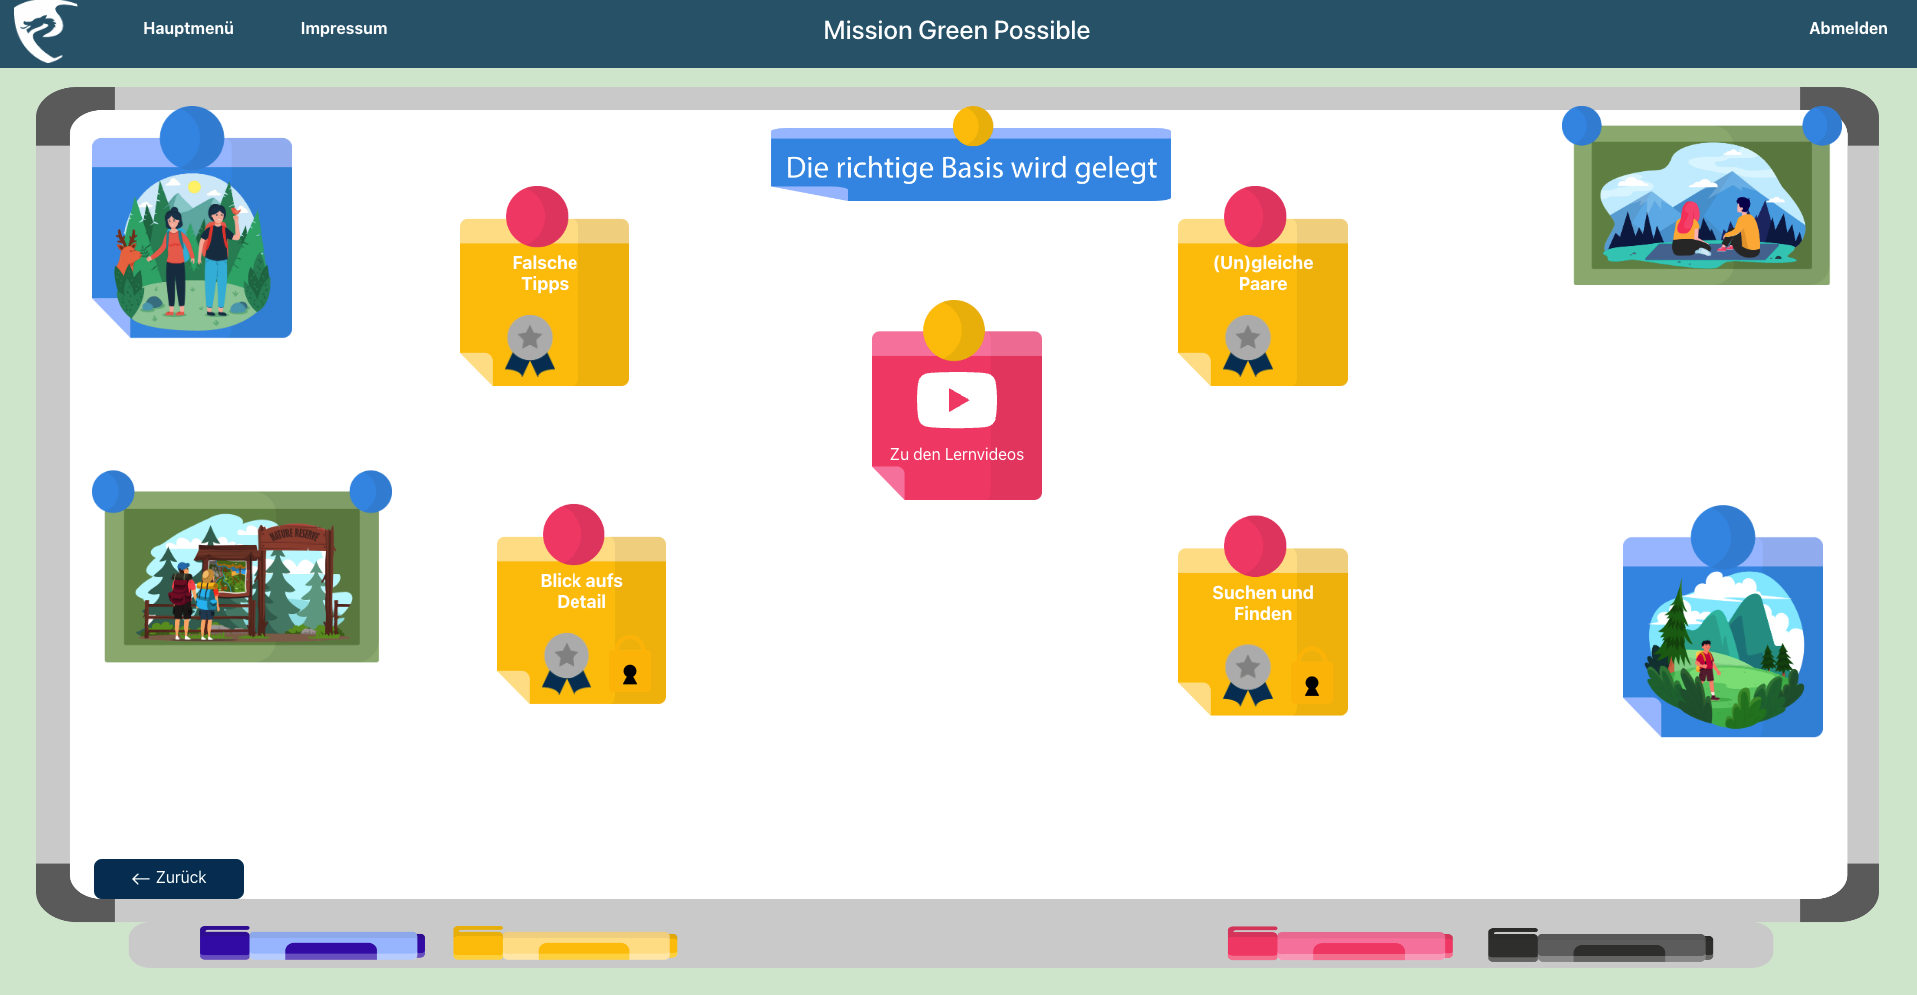 Hauptmenü
Impressum
Mission Green Possible
Abmelden
Die richtige Basis wird gelegt
Falsche
Tipps
(Un)gleiche
Paare
Zu den Lernvideos
NATURE RESERVE
Blick aufs
Detail
Suchen und
Finden
← Zurück